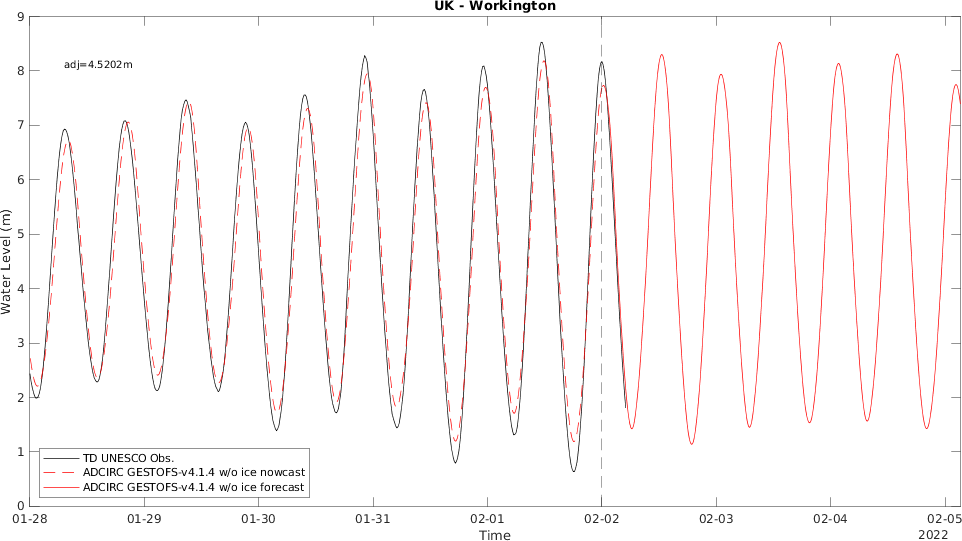 UK - Workington
adj=4.5202m
Water Level (m)
9
8
7
6
5
4
3
2
1
0
TD UNESCO Obs.
ADCIRC GESTOFS-v4.1.4 w/o ice nowcast
ADCIRC GESTOFS-v4.1.4 w/o ice forecast
01-28 01-29 01-30 01-31 02-01 02-02 02-03 02-04 02-05
Time
2022